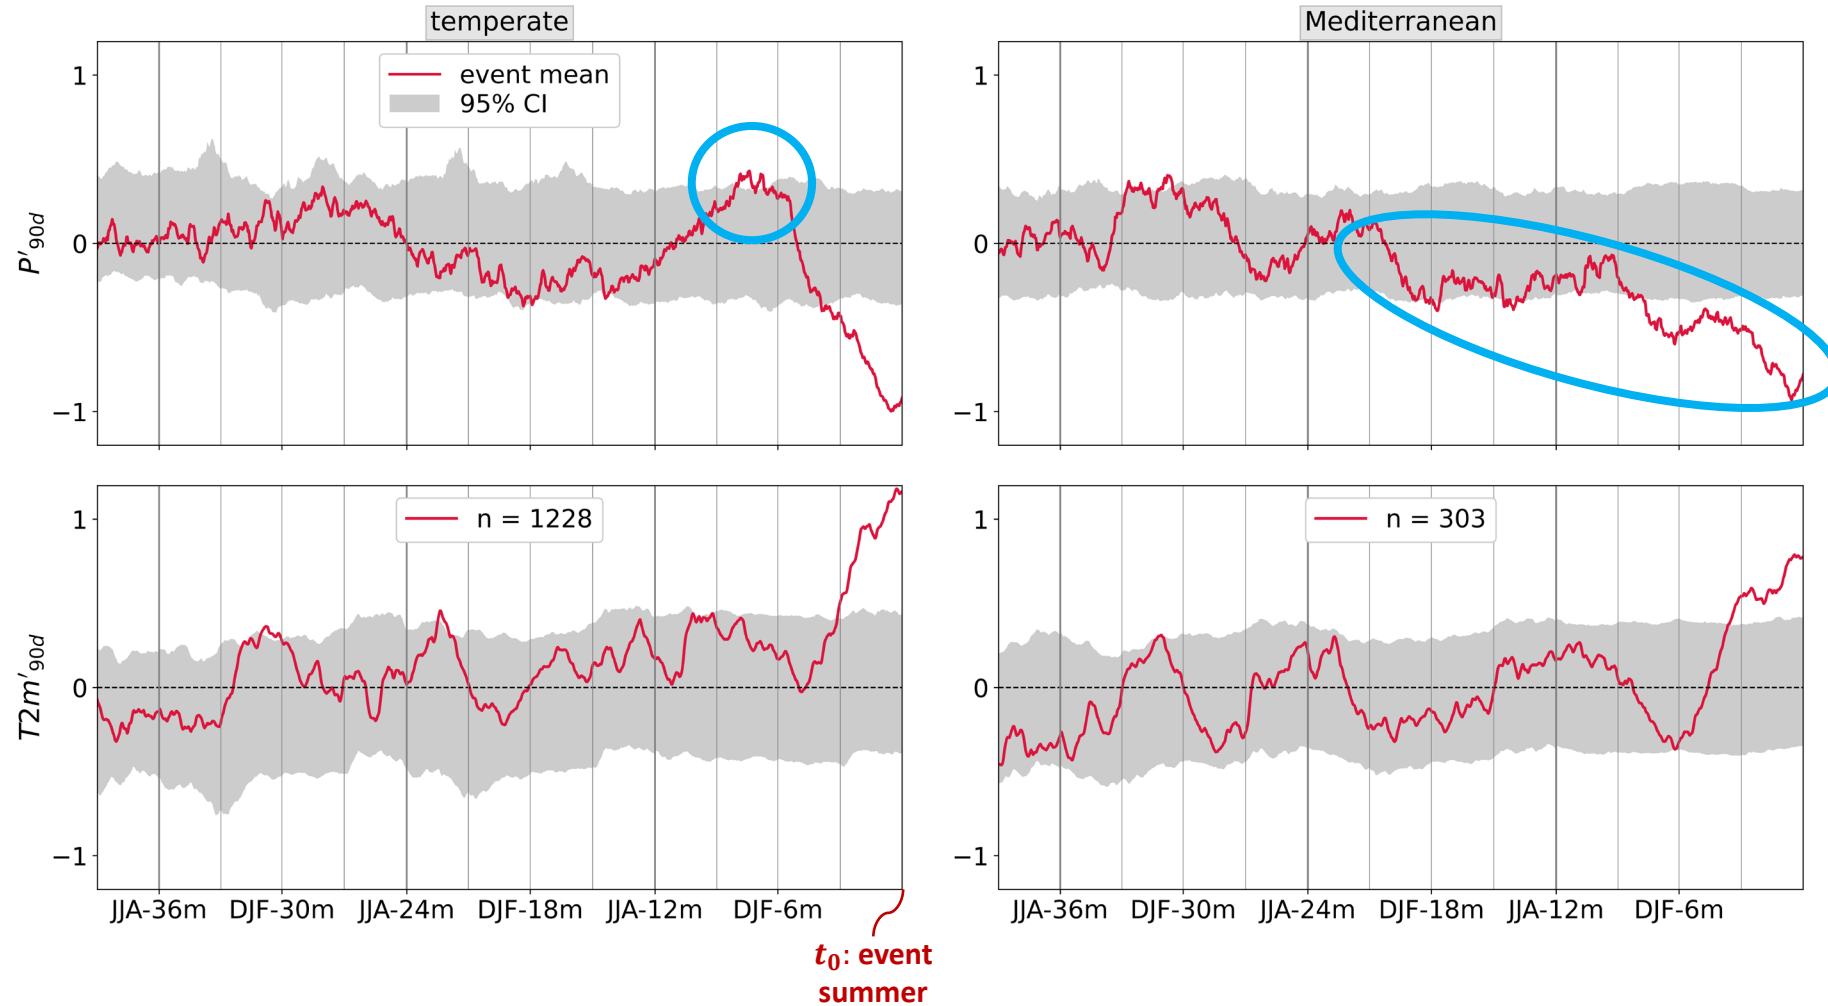 temperate
Mediterranean
event mean
95% CI
1
0
−1
P'90d
1
0
−1
n = 1228
n = 303
1
0
−1
T2m'90d
1
0
−1
JJA-36m DJF-30m JJA-24m DJF-18m JJA-12m DJF-6m
JJA-36m DJF-30m JJA-24m DJF-18m JJA-12m DJF-6m
t0: event
summer